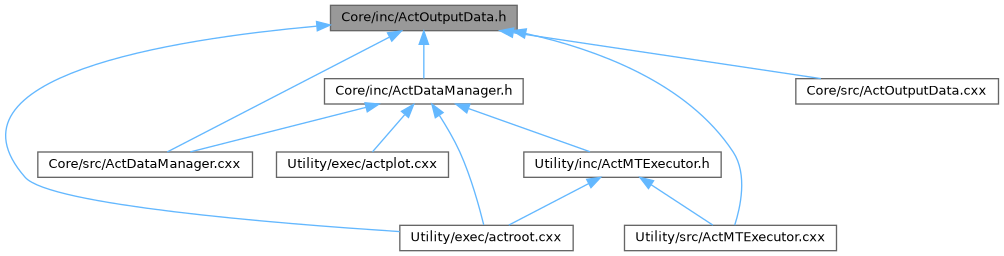 Core/inc/ActOutputData.h
Core/inc/ActDataManager.h
Core/src/ActOutputData.cxx
Core/src/ActDataManager.cxx
Utility/exec/actplot.cxx
Utility/inc/ActMTExecutor.h
Utility/exec/actroot.cxx
Utility/src/ActMTExecutor.cxx